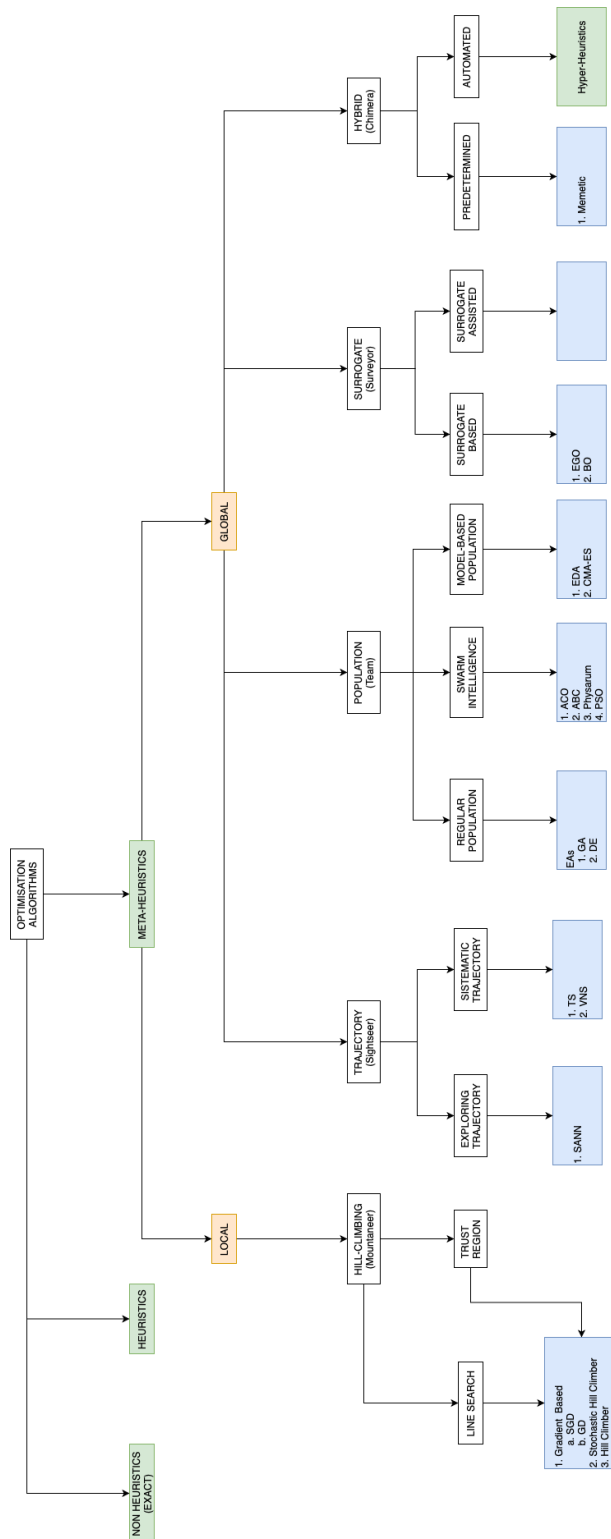 OPTIMISATION
ALGORITHMS
NON HEURISTICS
(EXACT)
HEURISTICS
META-HEURISTICS
LOCAL
GLOBAL
HILL-CLIMBING
(Mountaneer)
TRAJECTORY
(Sightseer)
POPULATION
(Team)
SURROGATE
(Surveyor)
HYBRID
(Chimera)
LINE SEARCH
TRUST
REGION
EXPLORING
TRAJECTORY
SISTEMATIC
TRAJECTORY
REGULAR
POPULATION
SWARM
INTELLIGENCE
MODEL-BASED
POPULATION
SURROGATE
BASED
SURROGATE
ASSISTED
PREDETERMINED
AUTOMATED
1. Gradient Based
a. SGD
b. GD
2. Stochastic Hill Climber
3. Hill Climber
1. SANN
1. TS
2. VNS
EAs
1. GA
2. DE
1. ACO
2. ABC
3. Physarum
4. PSO
1. EDA
2. CMA-ES
1. EGO
2. BO
1. Memetic
Hyper-Heuristics